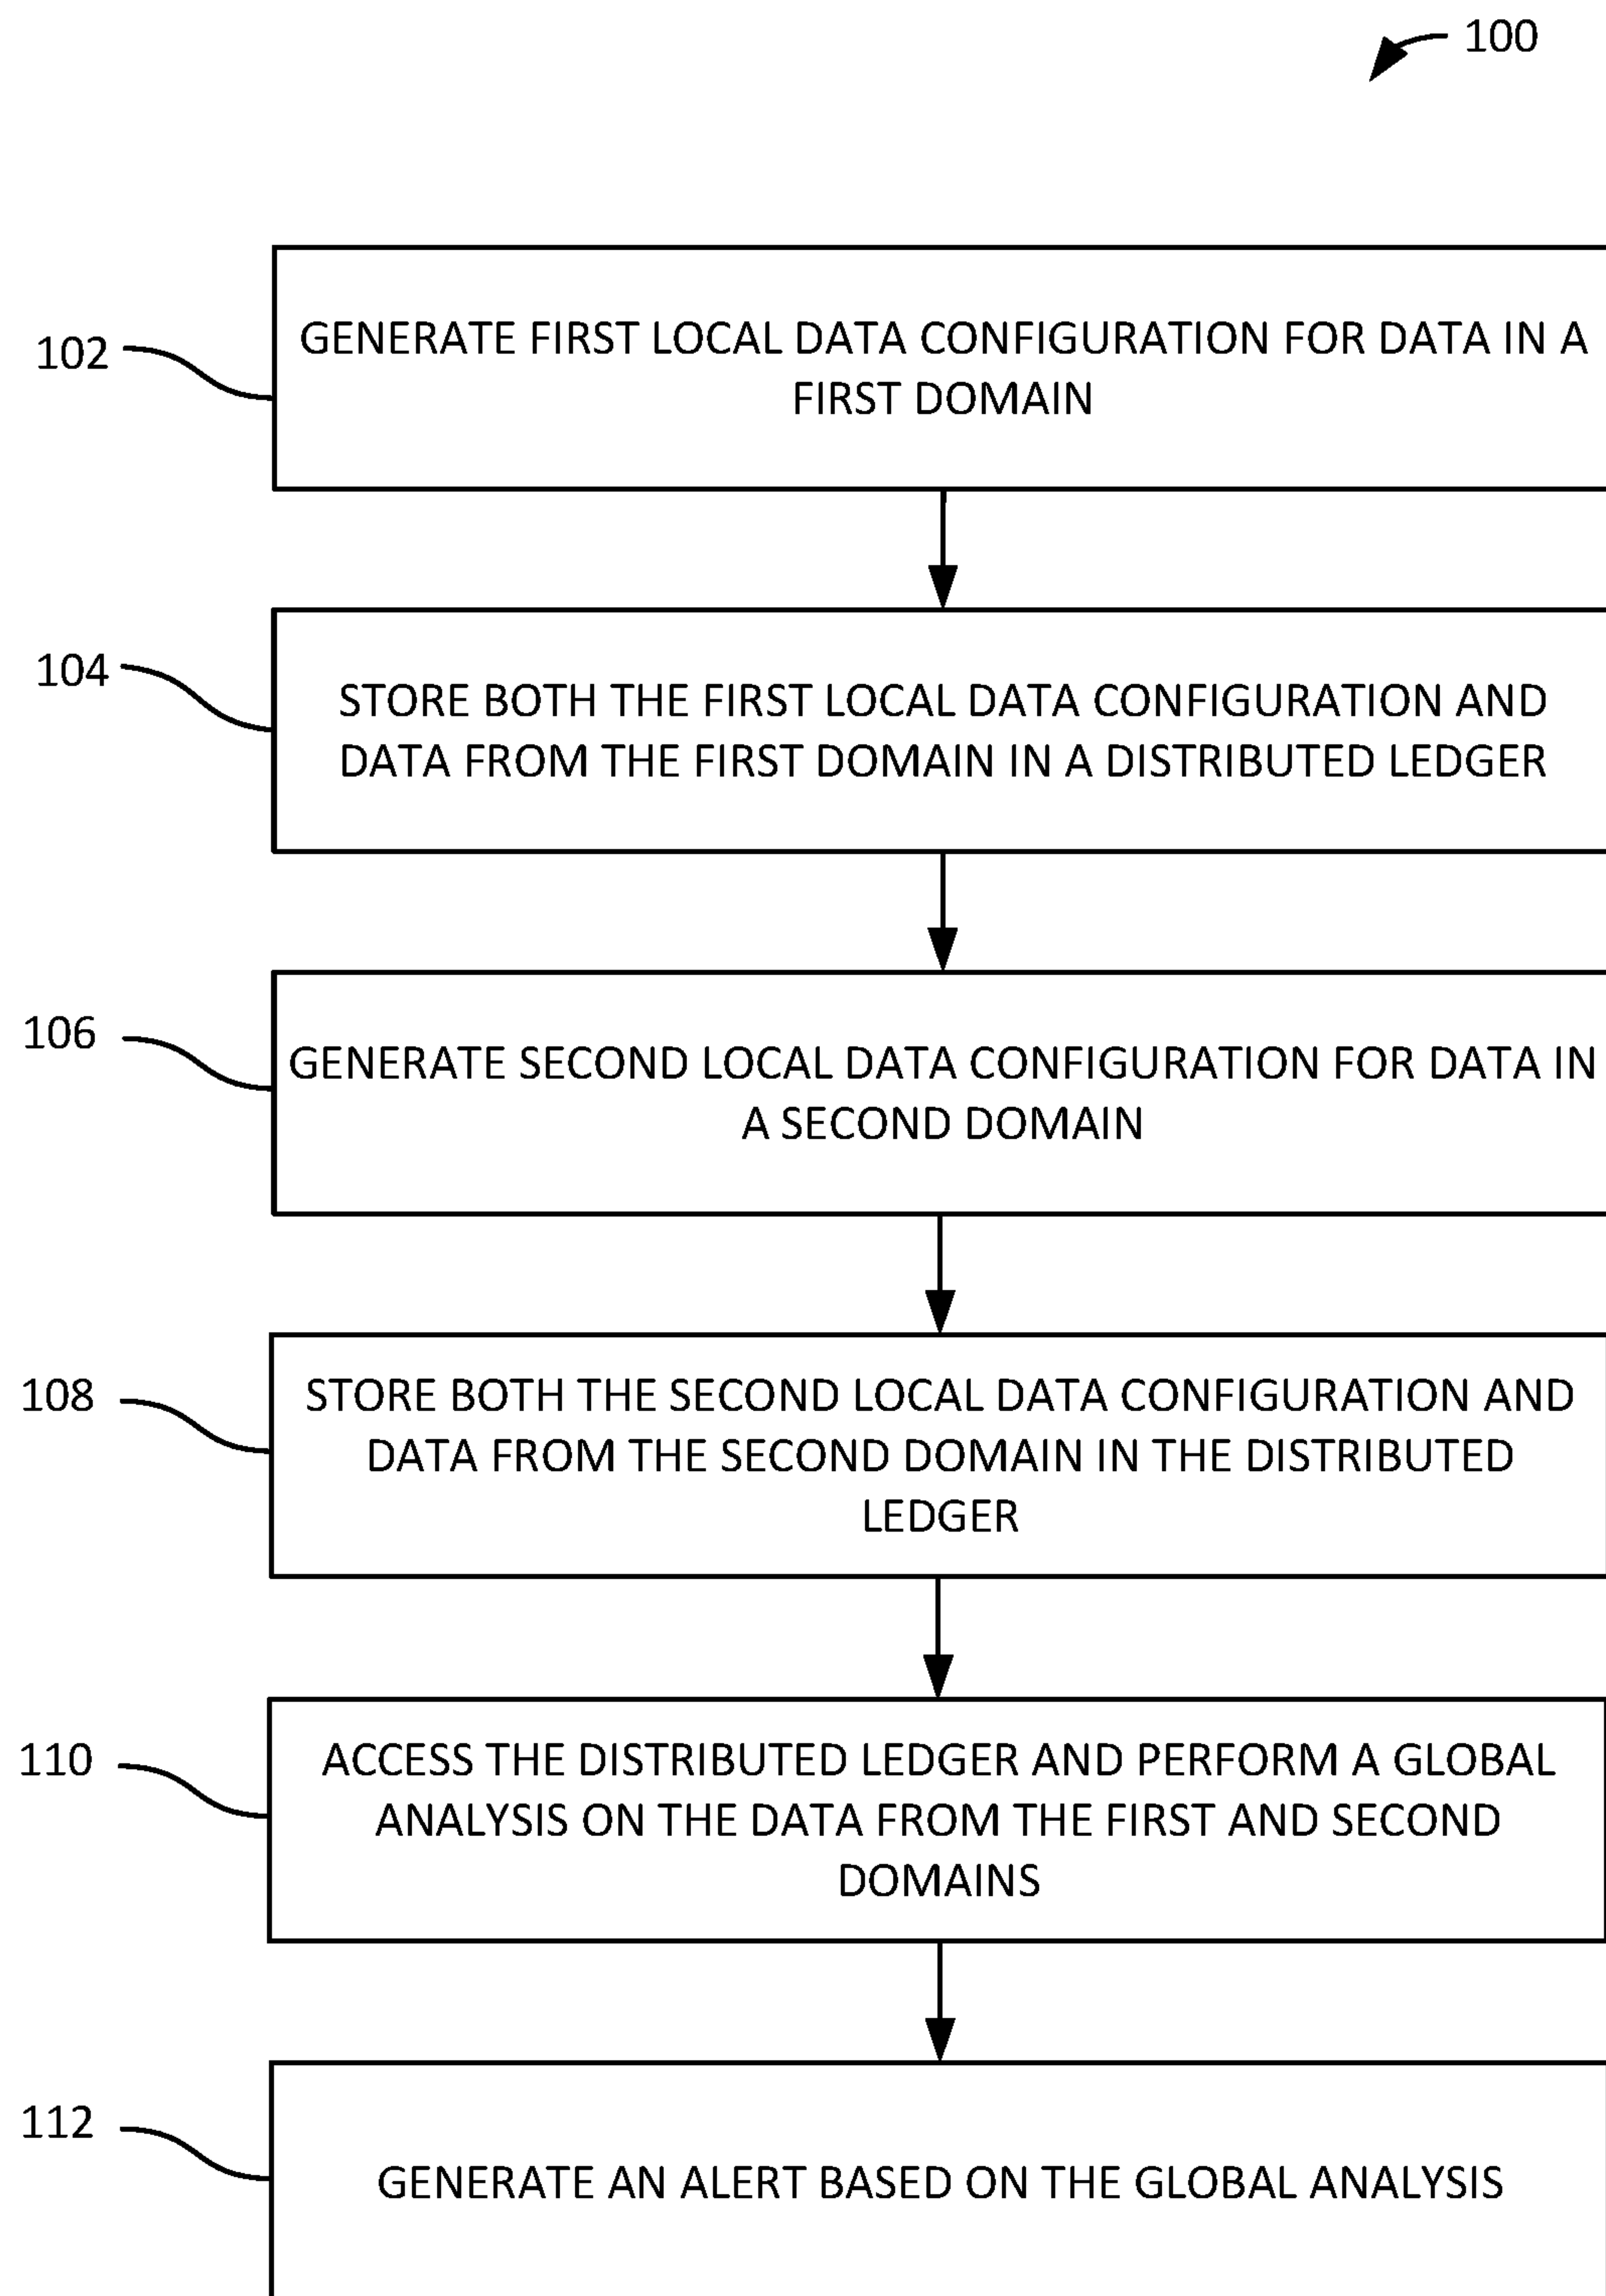 100
102
GENERATE FIRST LOCAL DATA CONFIGURATION FOR DATA IN A
FIRST DOMAIN
104
STORE BOTH THE FIRST LOCAL DATA CONFIGURATION AND
DATA FROM THE FIRST DOMAIN IN A DISTRIBUTED LEDGER
106
GENERATE SECOND LOCAL DATA CONFIGURATION FOR DATA IN
A SECOND DOMAIN
108
STORE BOTH THE SECOND LOCAL DATA CONFIGURATION AND
DATA FROM THE SECOND DOMAIN IN THE DISTRIBUTED
LEDGER
110
ACCESS THE DISTRIBUTED LEDGER AND PERFORM A GLOBAL
ANALYSIS ON THE DATA FROM THE FIRST AND SECOND
DOMAINS
112
GENERATE AN ALERT BASED ON THE GLOBAL ANALYSIS